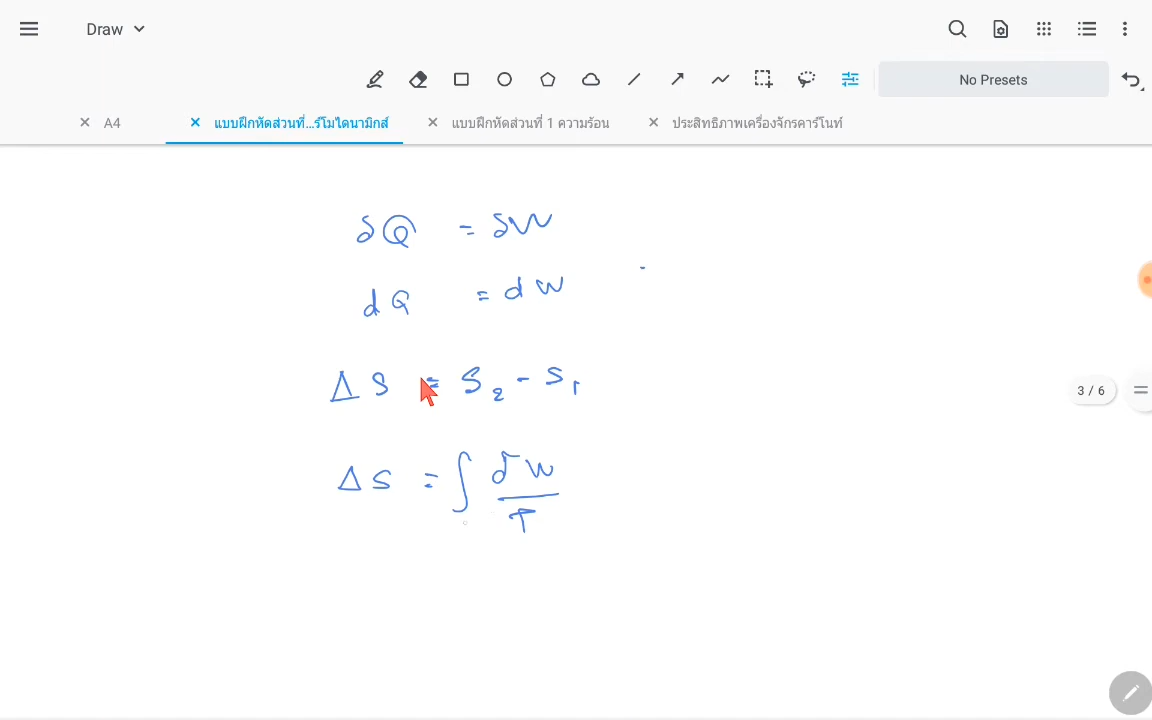 Draw
No Presets
A4
แบบฝึกหัดส่วนที่...ร์โมไดนามิกส์
แบบฝึกหัดส่วนที่ 1 ความร้อน
ประสิทธิภาพเครื่องจักรคาร์โนท์
δQ = δW
dQ = dW
ΔS = S₂ - S₁
3 / 6
ΔS = ∫ δW / T